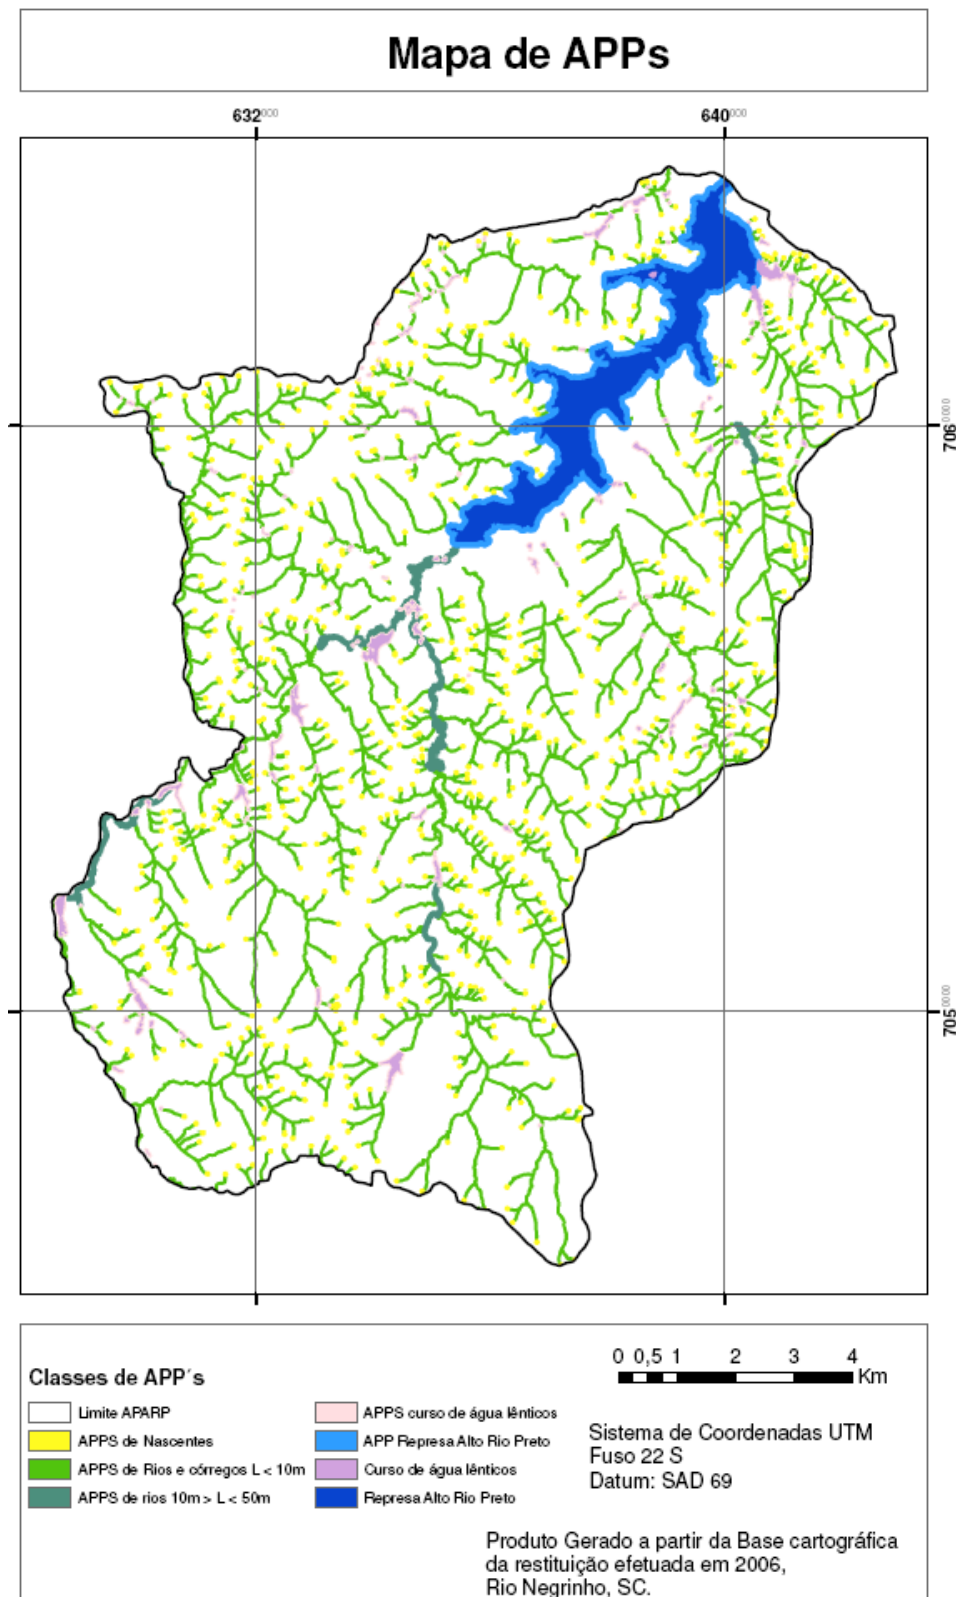 Mapa de APPs
632000
640000
7060000
7050000
Classes de APP´s
Limite APARP
APPS de Nascentes
APPS de Rios e córregos L < 10m
APPS de rios 10m > L < 50m
APPS curso de água lênticos
APP Represa Alto Rio Preto
Curso de água lênticos
Represa Alto Rio Preto
0 0,5 1 2 3 4
Km
Sistema de Coordenadas UTM
Fuso 22 S
Datum: SAD 69
Produto Gerado a partir da Base cartográfica
da restituição efetuada em 2006,
Rio Negrinho, SC.